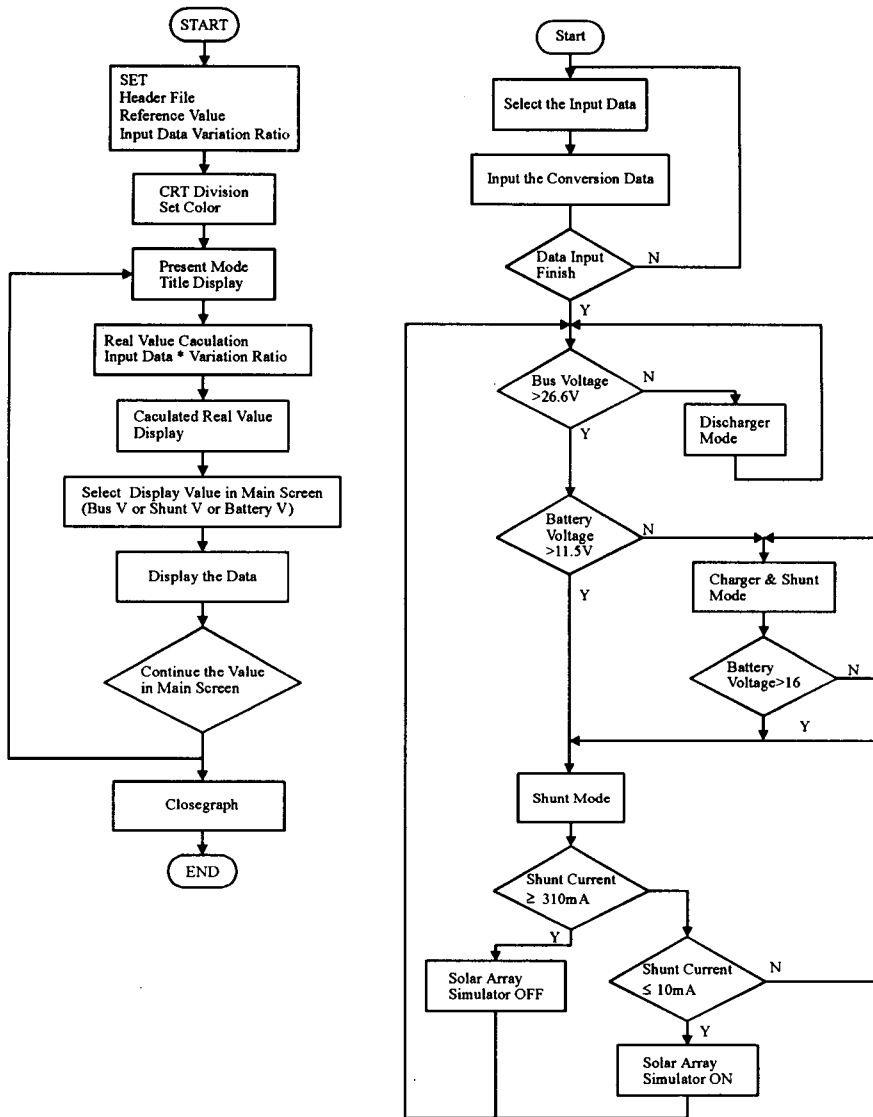 START
SET
Header File
Reference Value
Input Data Variation Ratio
CRT Division
Set Color
Present Mode
Title Display
Real Value Caculation
Input Data * Variation Ratio
Caculated Real Value
Display
Select Display Value in Main Screen
(Bus V or Shunt V or Battery V)
Display the Data
Continue the Value
in Main Screen
Closegraph
END
Start
Select the Input Data
Input the Conversion Data
Data Input
Finish
N
Y
Bus Voltage
>26.6V
N
Discharger
Mode
Y
Battery
Voltage
>11.5V
N
Y
Charger & Shunt
Mode
Battery
Voltage>16
N
Y
Shunt Mode
Shunt Current
≥ 310mA
Y
Solar Array
Simulator OFF
Shunt Current
≤ 10mA
N
Y
Solar Array
Simulator ON